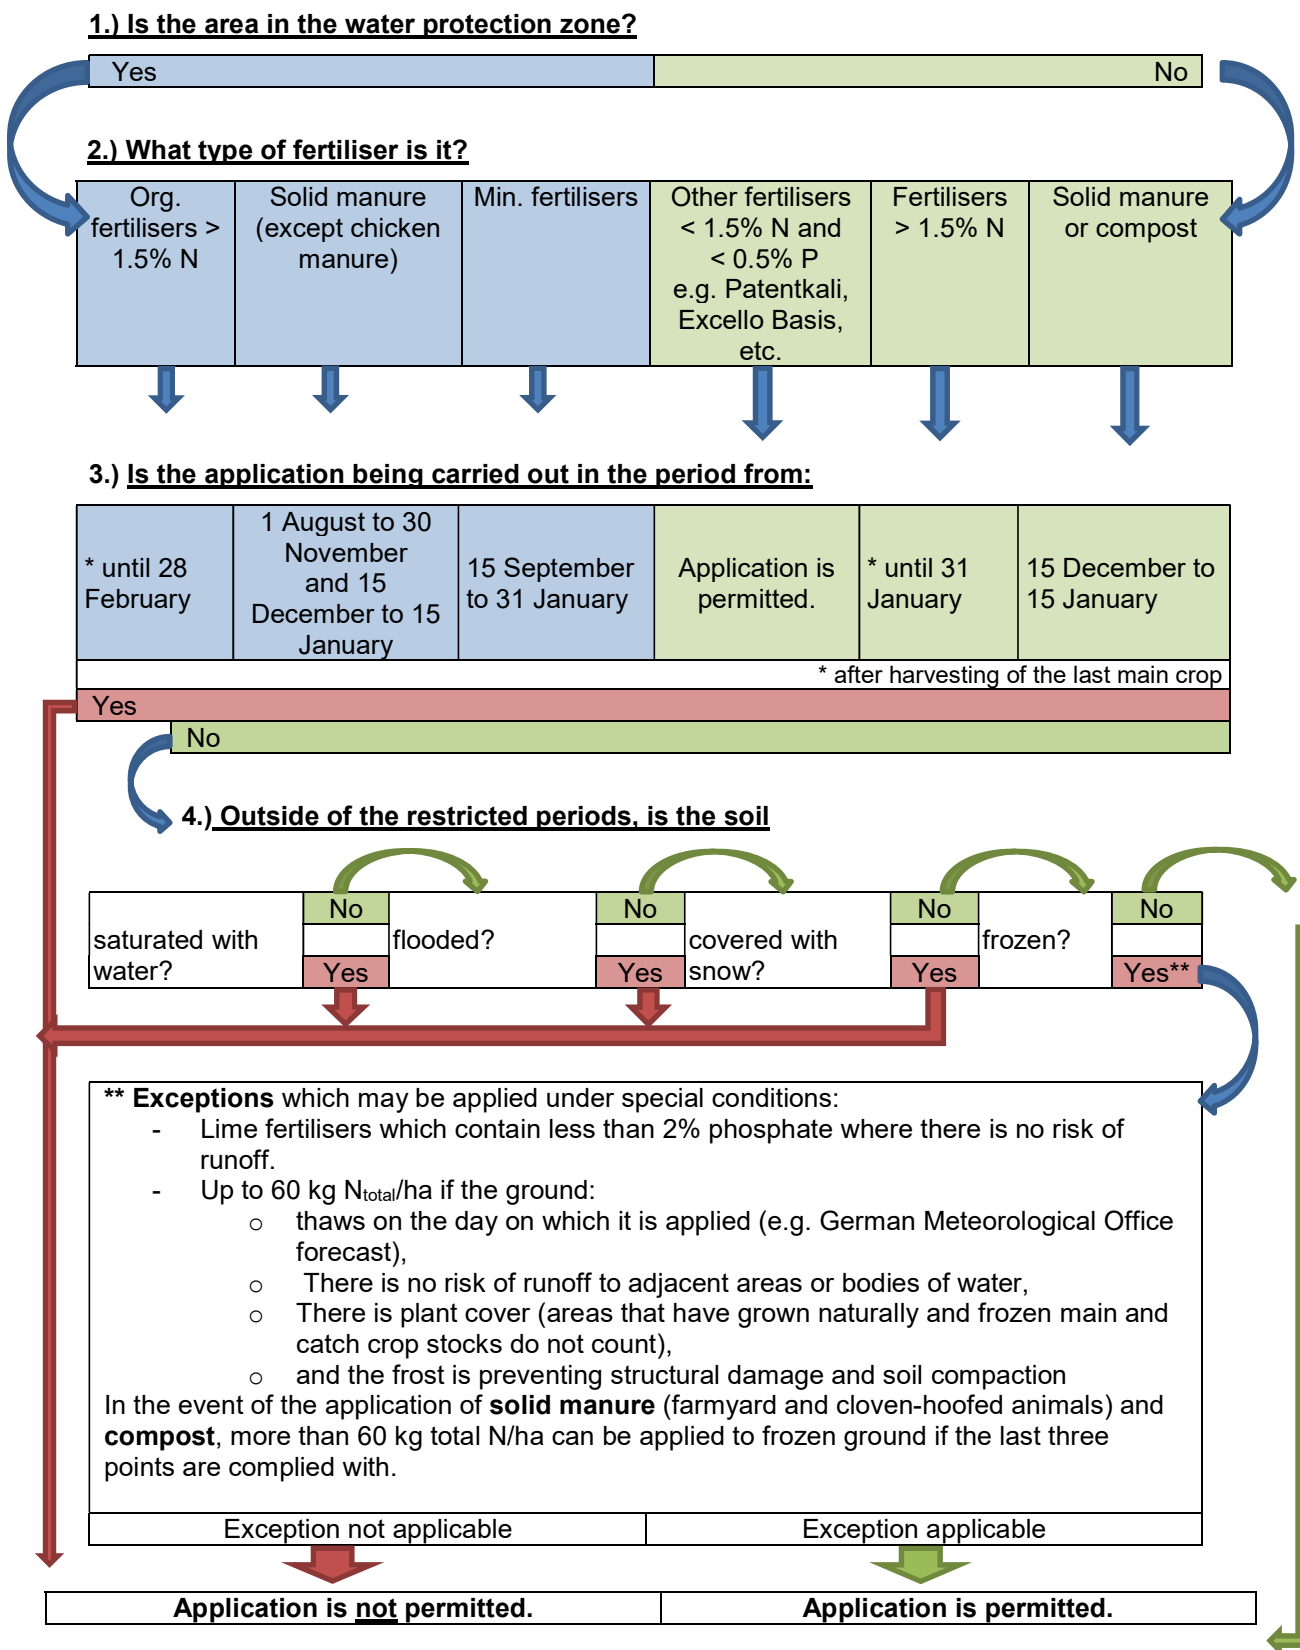 1.) Is the area in the water protection zone?
Yes
No
2.) What type of fertiliser is it?
Org.
fertilisers >
1.5% N
Solid manure
(except chicken
manure)
Min. fertilisers
Other fertilisers
< 1.5% N and
< 0.5% P
e.g. Patentkali,
Excello Basis,
etc.
Fertilisers
> 1.5% N
Solid manure
or compost
3.) Is the application being carried out in the period from:
* until 28
February
1 August to 30
November
and 15
December to 15
January
15 September
to 31 January
Application is
permitted.
* until 31
January
15 December to
15 January
* after harvesting of the last main crop
Yes
No
4.) Outside of the restricted periods, is the soil
saturated with
water?
No
Yes
flooded?
No
Yes
covered with
snow?
No
Yes
frozen?
No
Yes**
** Exceptions which may be applied under special conditions:
- Lime fertilisers which contain less than 2% phosphate where there is no risk of
runoff.
- Up to 60 kg Ntotal/ha if the ground:
o thaws on the day on which it is applied (e.g. German Meteorological Office
forecast),
o There is no risk of runoff to adjacent areas or bodies of water,
o There is plant cover (areas that have grown naturally and frozen main and
catch crop stocks do not count),
o and the frost is preventing structural damage and soil compaction
In the event of the application of solid manure (farmyard and cloven-hoofed animals) and
compost, more than 60 kg total N/ha can be applied to frozen ground if the last three
points are complied with.
Exception not applicable
Exception applicable
Application is not permitted.
Application is permitted.